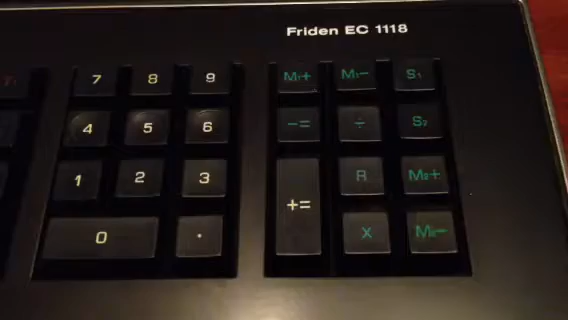 Friden EC 1118
7 8 9 M₁+ M₁− S₁
4 5 6 −= ÷ S₂
1 2 3 += R M₂+
0 . X M₂−